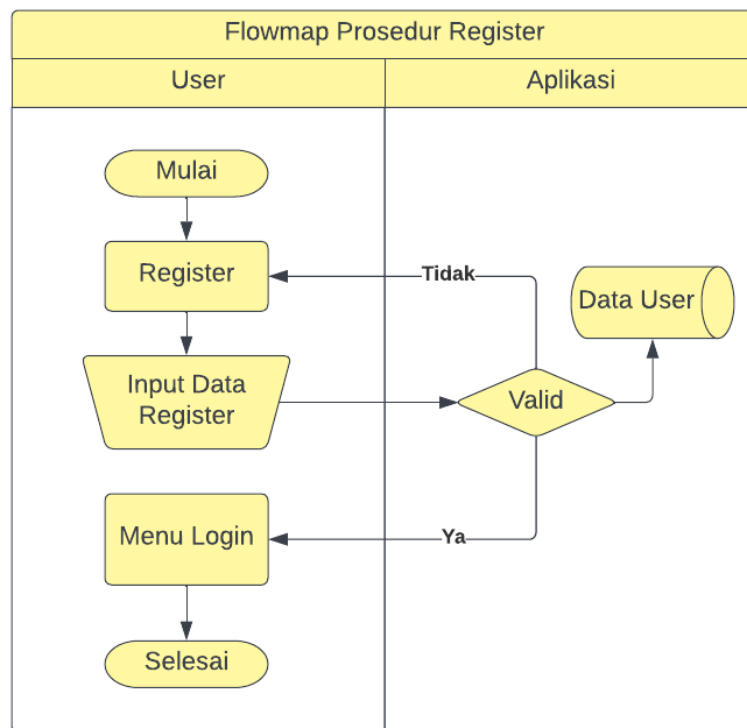 Flowmap Prosedur Register
User
Aplikasi
Mulai
Register
Tidak
Data User
Input Data
Register
Valid
Menu Login
Ya
Selesai